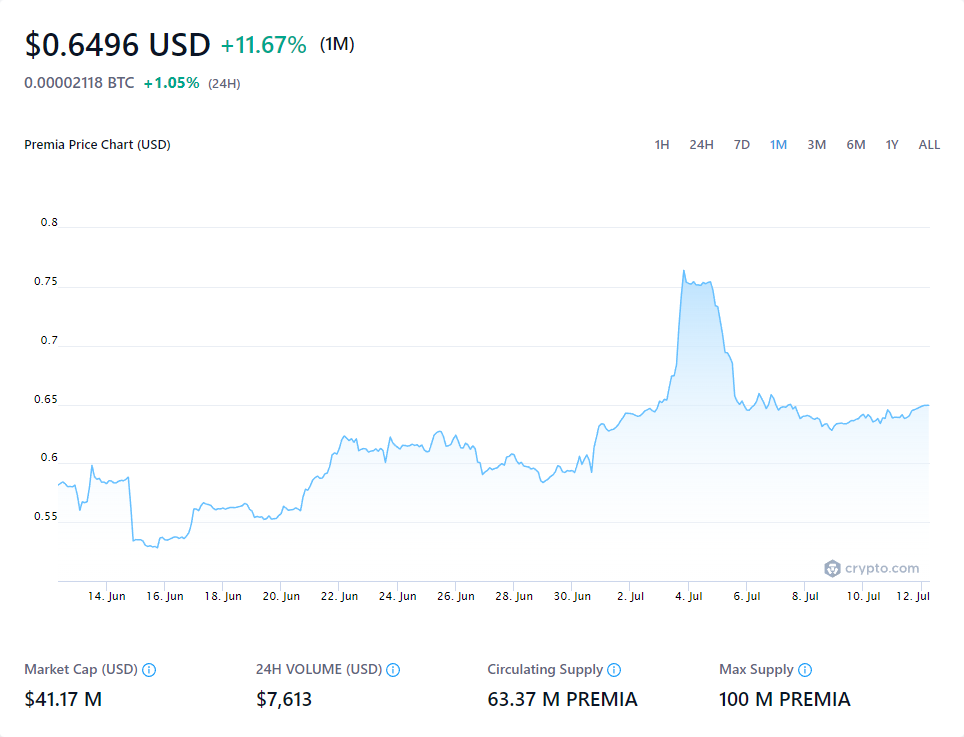 $0.6496 USD +11.67% (1M)
0.00002118 BTC +1.05% (24H)
Premia Price Chart (USD) 1H 24H 7D 1M 3M 6M 1Y ALL
0.8
0.75
0.7
0.65
0.6
0.55
crypto.com
14. Jun 16. Jun 18. Jun 20. Jun 22. Jun 24. Jun 26. Jun 28. Jun 30. Jun 2. Jul 4. Jul 6. Jul 8. Jul 10. Jul 12. Jul
Market Cap (USD) 24H VOLUME (USD) Circulating Supply Max Supply
$41.17 M $7,613 63.37 M PREMIA 100 M PREMIA